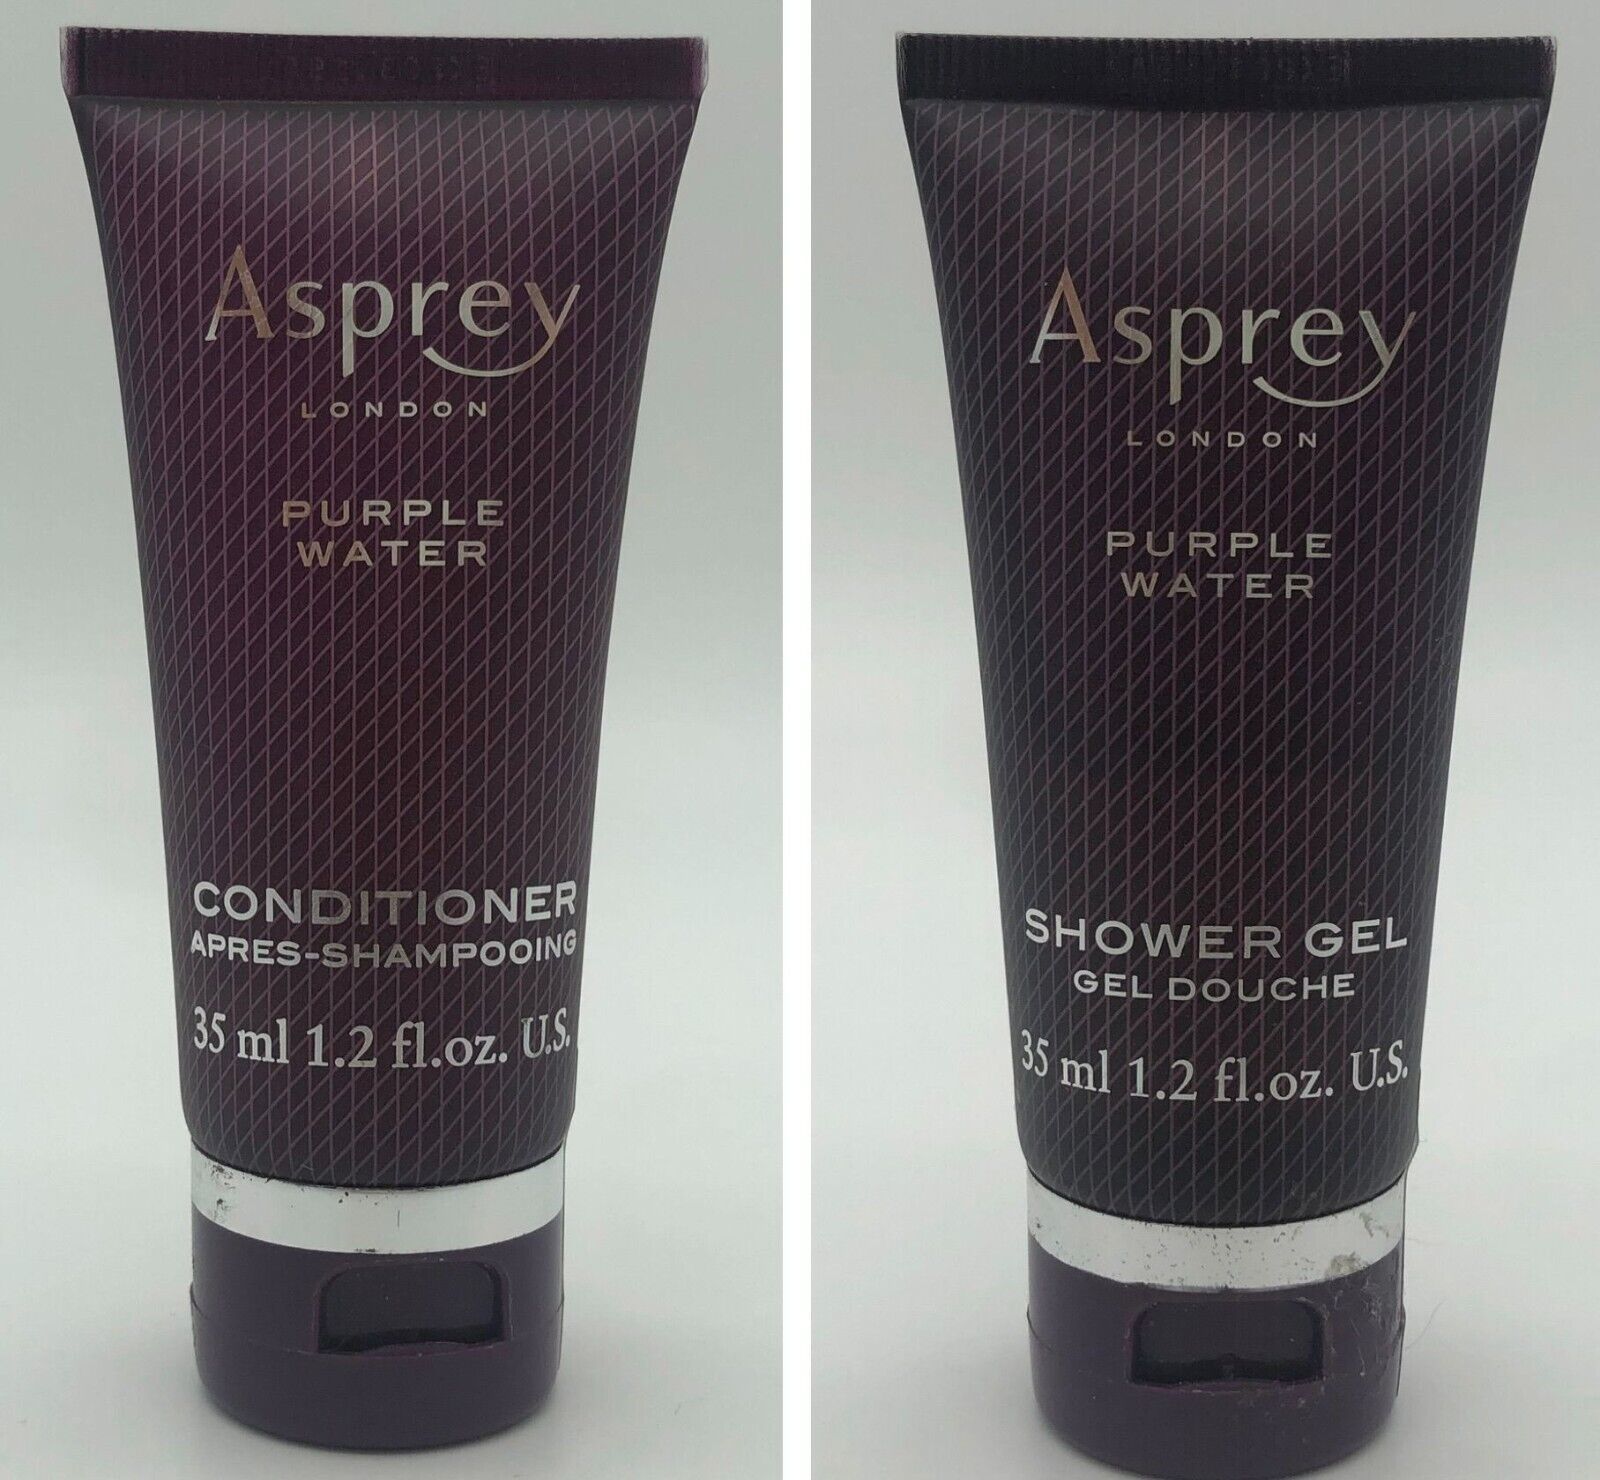 Asprey
LONDON
PURPLE
WATER
CONDITIONER
APRES-SHAMPOOING
35 ml 1.2 fl.oz. U.S.
Asprey
LONDON
PURPLE
WATER
SHOWER GEL
GEL DOUCHE
35 ml 1.2 fl.oz. U.S.